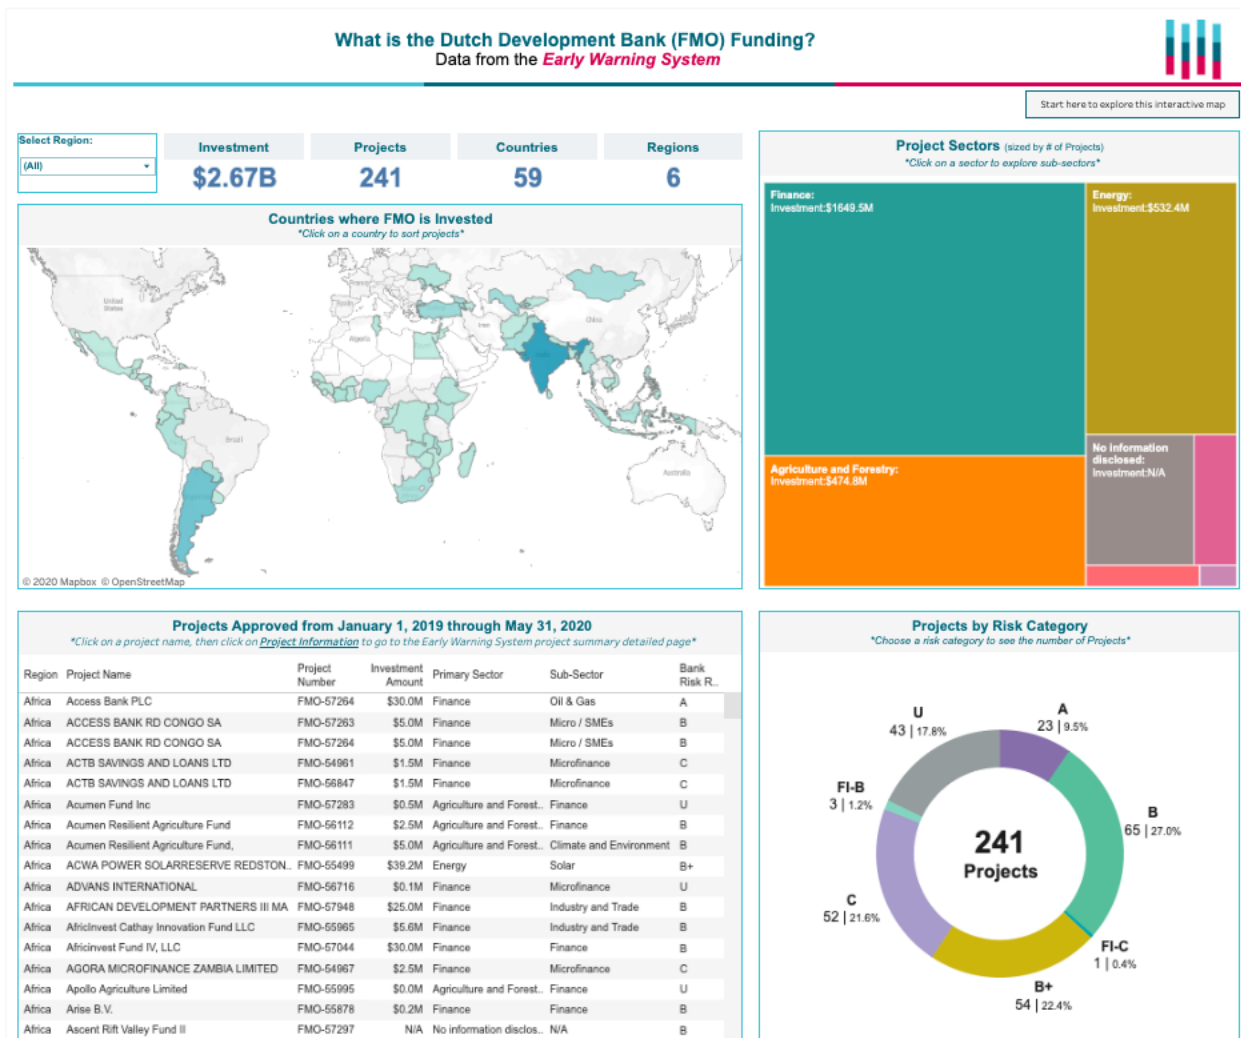 What is the Dutch Development Bank (FMO) Funding?
Data from the Early Warning System
Start here to explore this interactive map
Select Region:
(All)
Investment
$2.67B
Projects
241
Countries
59
Regions
6
Countries where FMO is Invested
*Click on a country to sort projects*
United
States
Brazil
Algeria
Iran
China
India
Australia
© 2020 Mapbox © OpenStreetMap
Project Sectors (sized by # of Projects)
*Click on a sector to explore sub-sectors*
Finance:
Investment:$1649.5M
Energy:
Investment:$532.4M
Agriculture and Forestry:
Investment:$474.8M
No information
disclosed:
Investment:N/A
Projects Approved from January 1, 2019 through May 31, 2020
*Click on a project name, then click on Project Information to go to the Early Warning System project summary detailed page*
Region Project Name Project Number Investment Amount Primary Sector Sub-Sector Bank Risk R..
Africa Access Bank PLC FMO-57264 $30.0M Finance Oil & Gas A
Africa ACCESS BANK RD CONGO SA FMO-57263 $5.0M Finance Micro / SMEs B
Africa ACCESS BANK RD CONGO SA FMO-57264 $5.0M Finance Micro / SMEs B
Africa ACTB SAVINGS AND LOANS LTD FMO-54961 $1.5M Finance Microfinance C
Africa ACTB SAVINGS AND LOANS LTD FMO-56847 $1.5M Finance Microfinance C
Africa Acumen Fund Inc FMO-57283 $0.5M Agriculture and Forest.. Finance U
Africa Acumen Resilient Agriculture Fund FMO-56112 $2.5M Agriculture and Forest.. Finance B
Africa Acumen Resilient Agriculture Fund, FMO-56111 $5.0M Agriculture and Forest.. Climate and Environment B
Africa ACWA POWER SOLARRESERVE REDSTON.. FMO-55499 $39.2M Energy Solar B+
Africa ADVANS INTERNATIONAL FMO-56716 $0.1M Finance Microfinance U
Africa AFRICAN DEVELOPMENT PARTNERS III MA FMO-57948 $25.0M Finance Industry and Trade B
Africa AfricInvest Cathay Innovation Fund LLC FMO-55965 $5.6M Finance Industry and Trade B
Africa Africinvest Fund IV, LLC FMO-57044 $30.0M Finance Finance B
Africa AGORA MICROFINANCE ZAMBIA LIMITED FMO-54967 $2.5M Finance Microfinance C
Africa Apollo Agriculture Limited FMO-55995 $0.0M Agriculture and Forest.. Finance U
Africa Arise B.V. FMO-55878 $0.2M Finance Finance B
Africa Ascent Rift Valley Fund II FMO-57297 N/A No information disclos.. N/A B
Projects by Risk Category
*Choose a risk category to see the number of Projects*
U
43 | 17.8%
A
23 | 9.5%
FI-B
3 | 1.2%
B
65 | 27.0%
241
Projects
C
52 | 21.6%
FI-C
1 | 0.4%
B+
54 | 22.4%